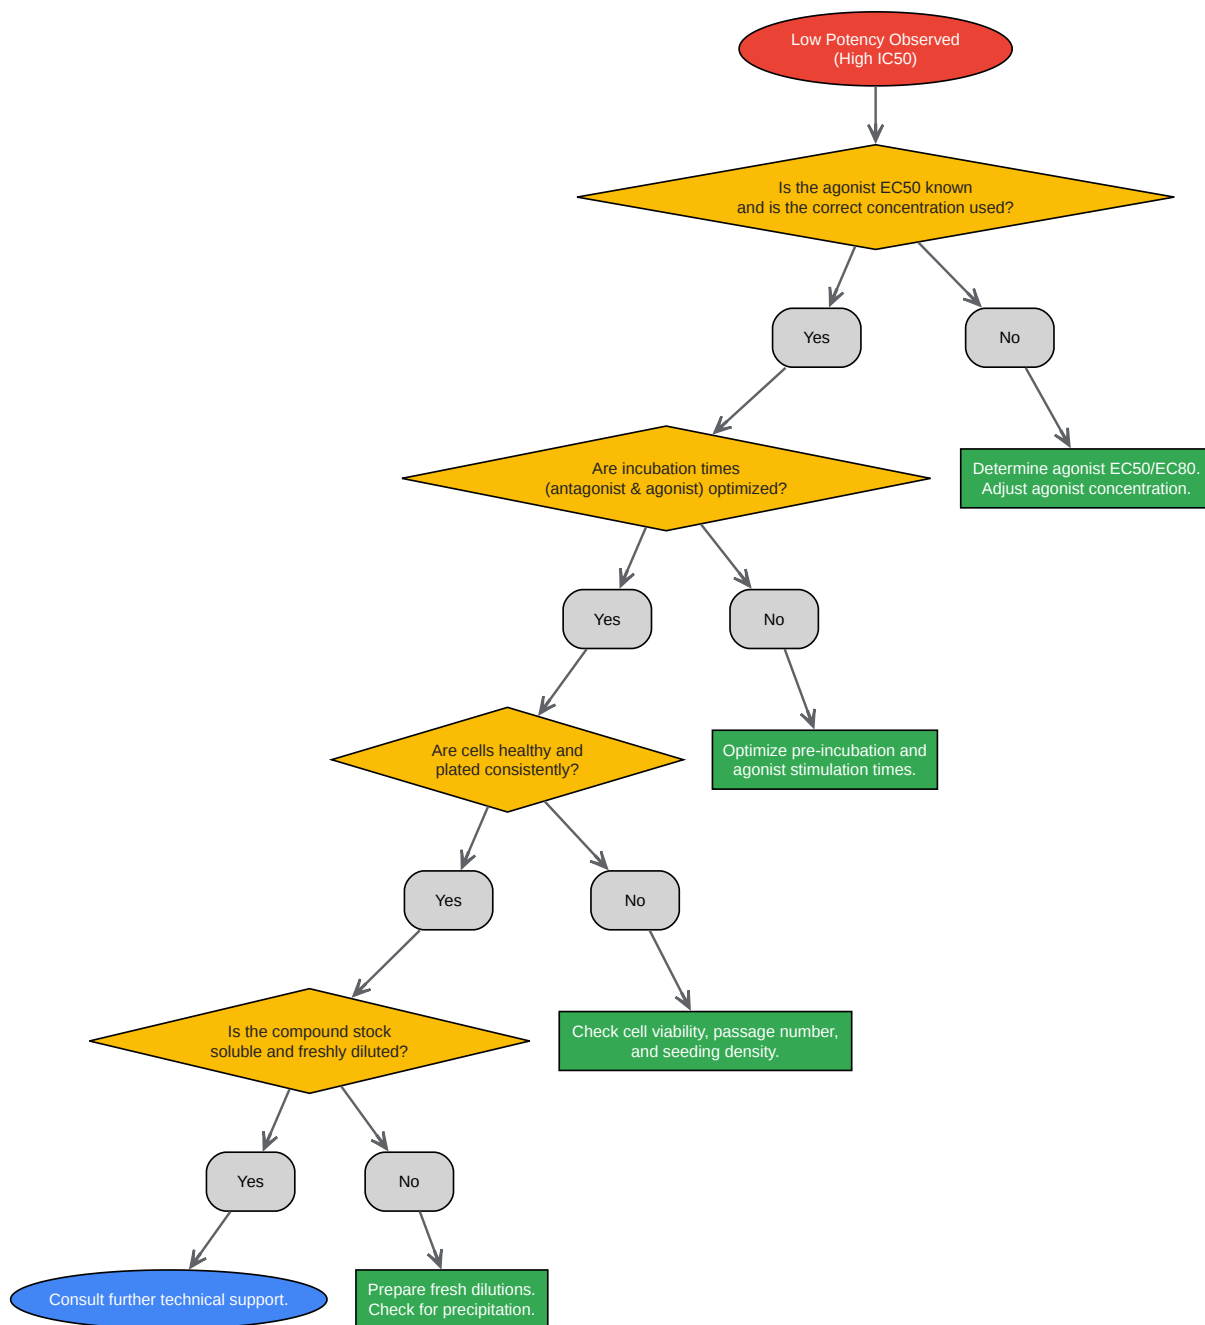 Low Potency Observed
(High IC50)
Is the agonist EC50 known
and is the correct concentration used?
Yes
No
Are incubation times
(antagonist & agonist) optimized?
Determine agonist EC50/EC80.
Adjust agonist concentration.
Yes
No
Are cells healthy and
plated consistently?
Optimize pre-incubation and
agonist stimulation times.
Yes
No
Is the compound stock
soluble and freshly diluted?
Check cell viability, passage number,
and seeding density.
Yes
No
Consult further technical support.
Prepare fresh dilutions.
Check for precipitation.